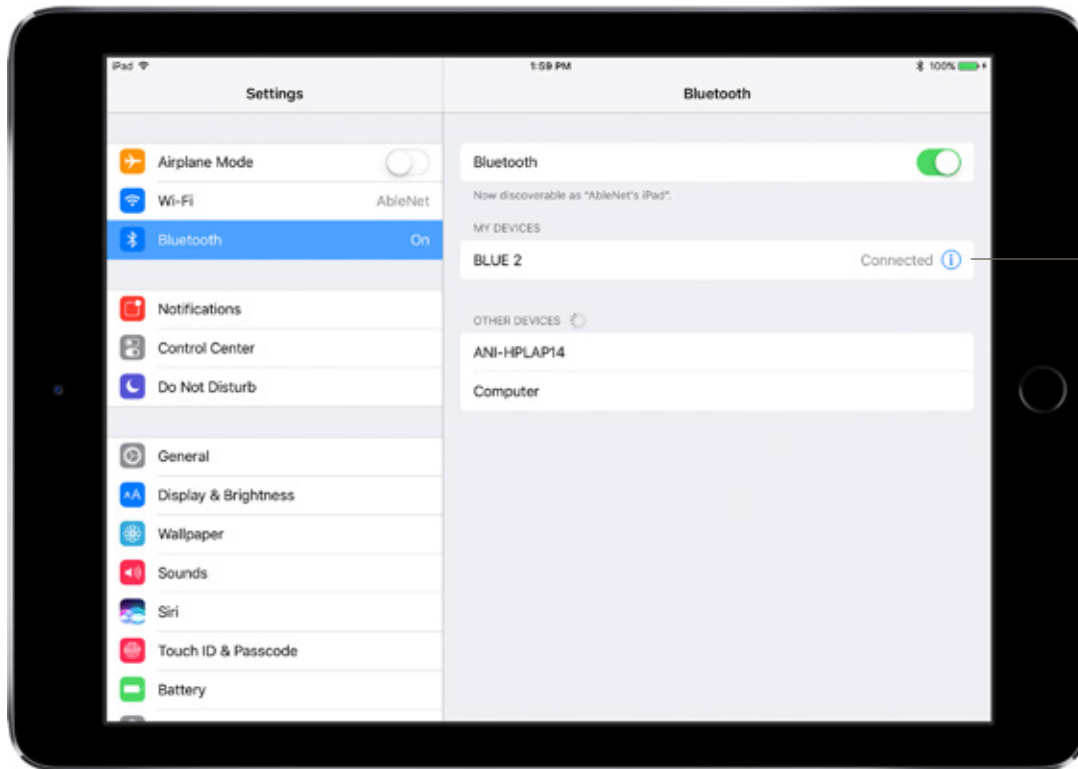 iPad 1:59 PM 100%
Settings
Bluetooth
Airplane Mode
Wi-Fi AbleNet
Bluetooth On
Notifications
Control Center
Do Not Disturb
General
Display & Brightness
AA
Wallpaper
Sounds
Siri
Touch ID & Passcode
Battery
Bluetooth
Now discoverable as "AbleNet's iPad".
MY DEVICES
BLUE 2 Connected i
OTHER DEVICES
ANI-HPLAP14
Computer